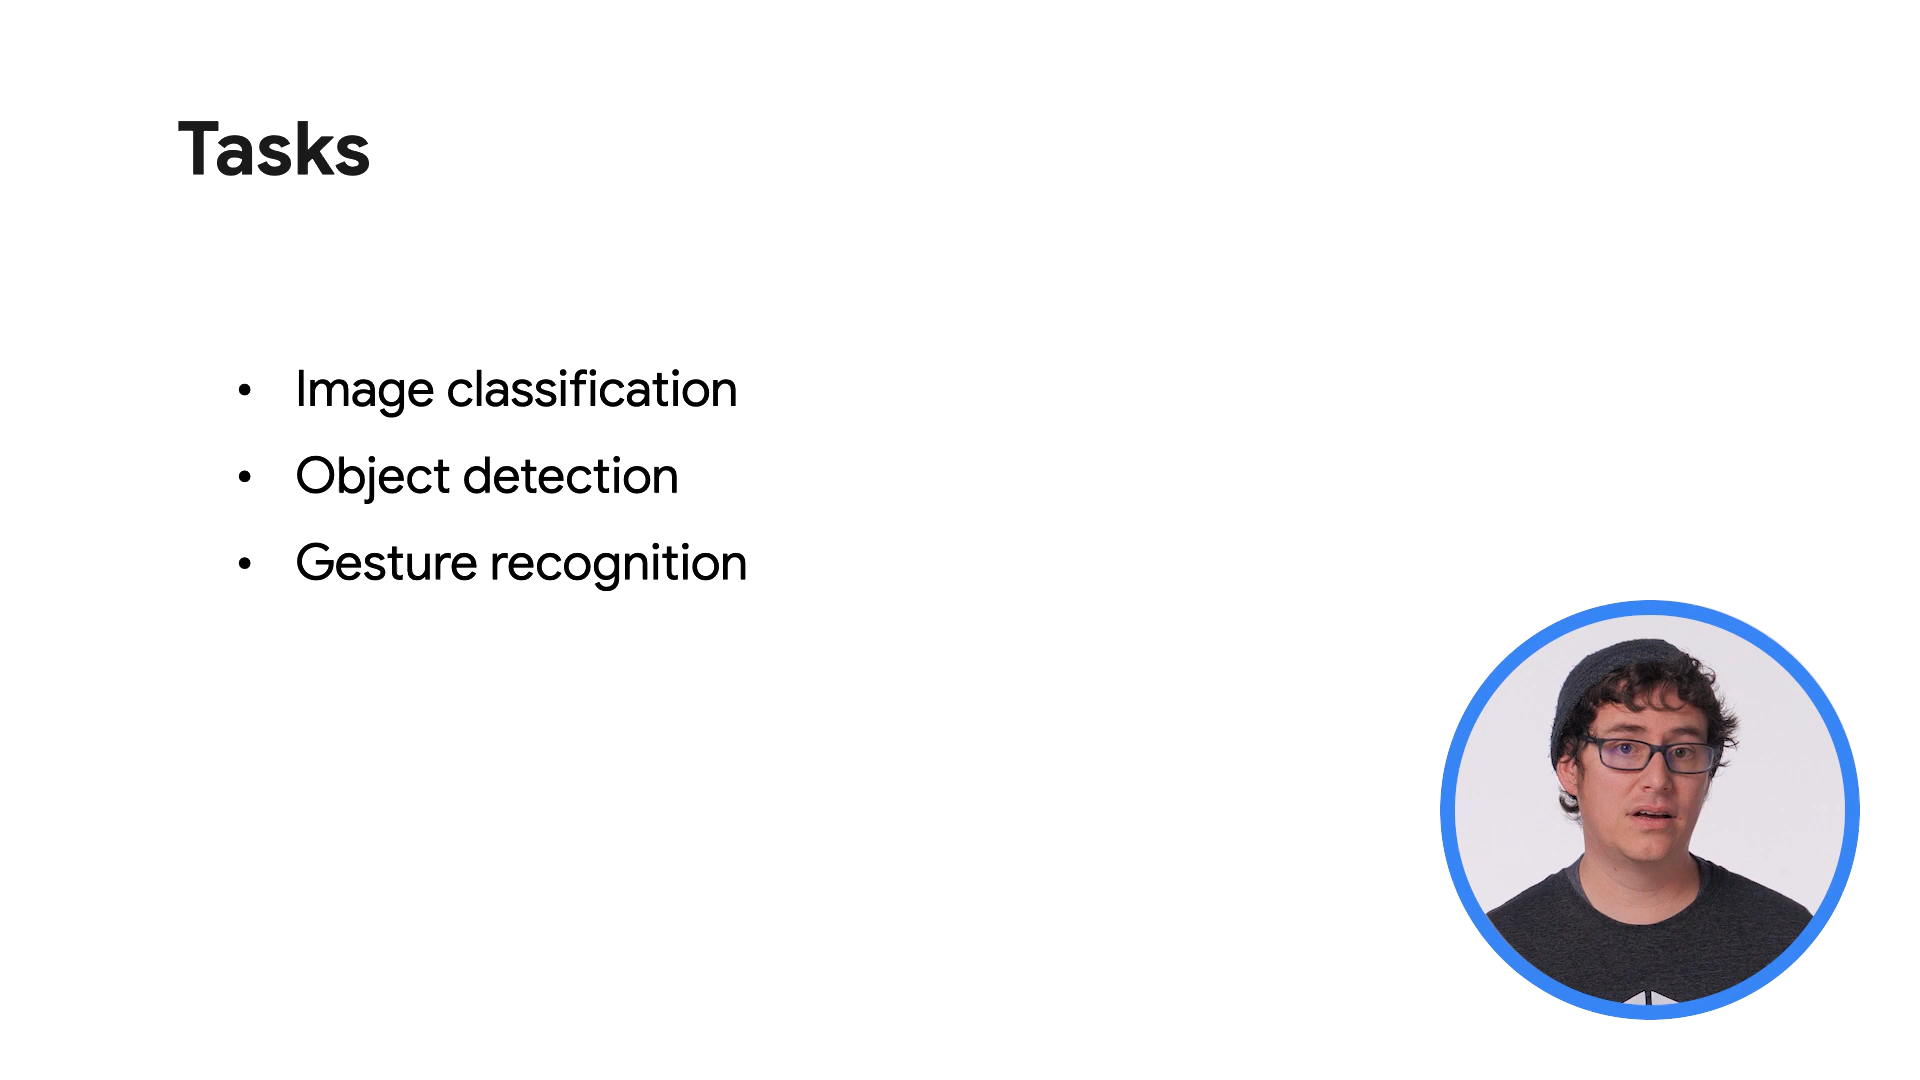 Tasks
• Image classification
• Object detection
• Gesture recognition